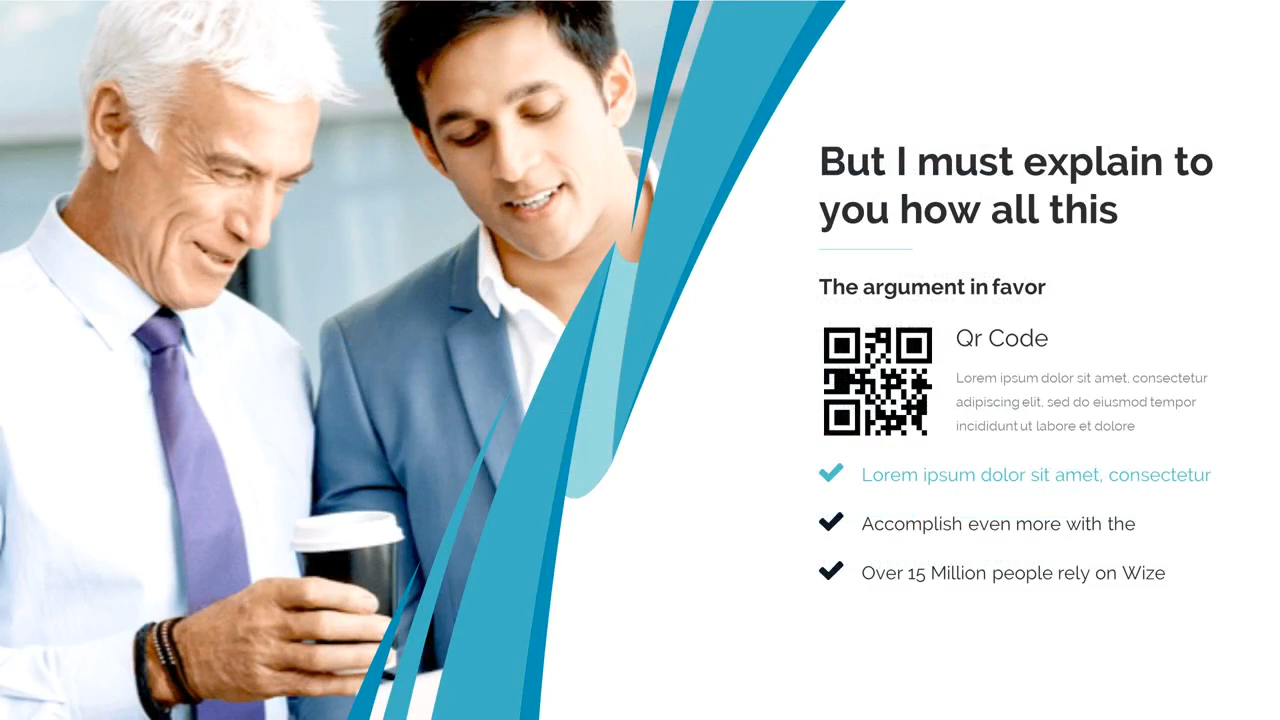 But I must explain to
you how all this
The argument in favor
Qr Code
Lorem ipsum dolor sit amet, consectetur
adipiscing elit, sed do eiusmod tempor
incididunt ut labore et dolore
Lorem ipsum dolor sit amet, consectetur
Accomplish even more with the
Over 15 Million people rely on Wize